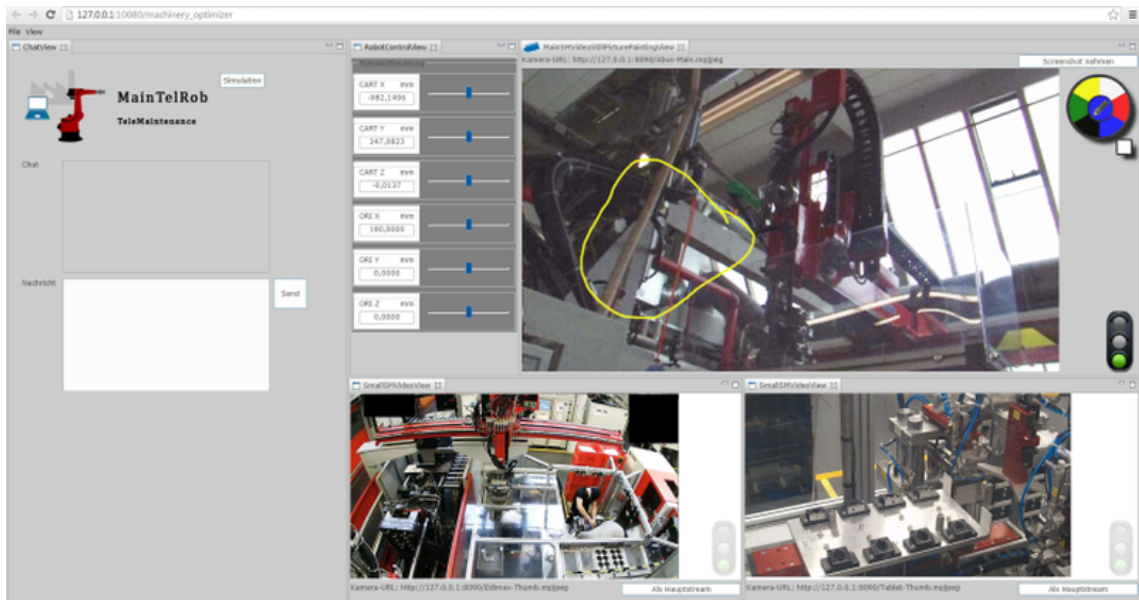 127.0.0.1:10080/machinery_optimizer
File View
ChatView
Simulation
MainTelRob
TeleMaintenance
Chat
Nachricht
Send
RobotControlView
RoboterSteuerung
CART X mm
-982,1496
CART Y mm
347,0823
CART Z mm
-0,0137
ORI X mm
180,0000
ORI Y mm
0,0000
ORI Z mm
0,0000
MainSMVideoStillPicturePaintingView
Kamera-URL: http://127.0.0.1:8090/Abus-Main.mpjpeg
Screenshot nehmen
SmallSMVideoView
Kamera-URL: http://127.0.0.1:8090/Edimax-Thumb.mpjpeg
Als Hauptstream
SmallSMVideoView
Kamera-URL: http://127.0.0.1:8090/Tablet-Thumb.mpjpeg
Als Hauptstream